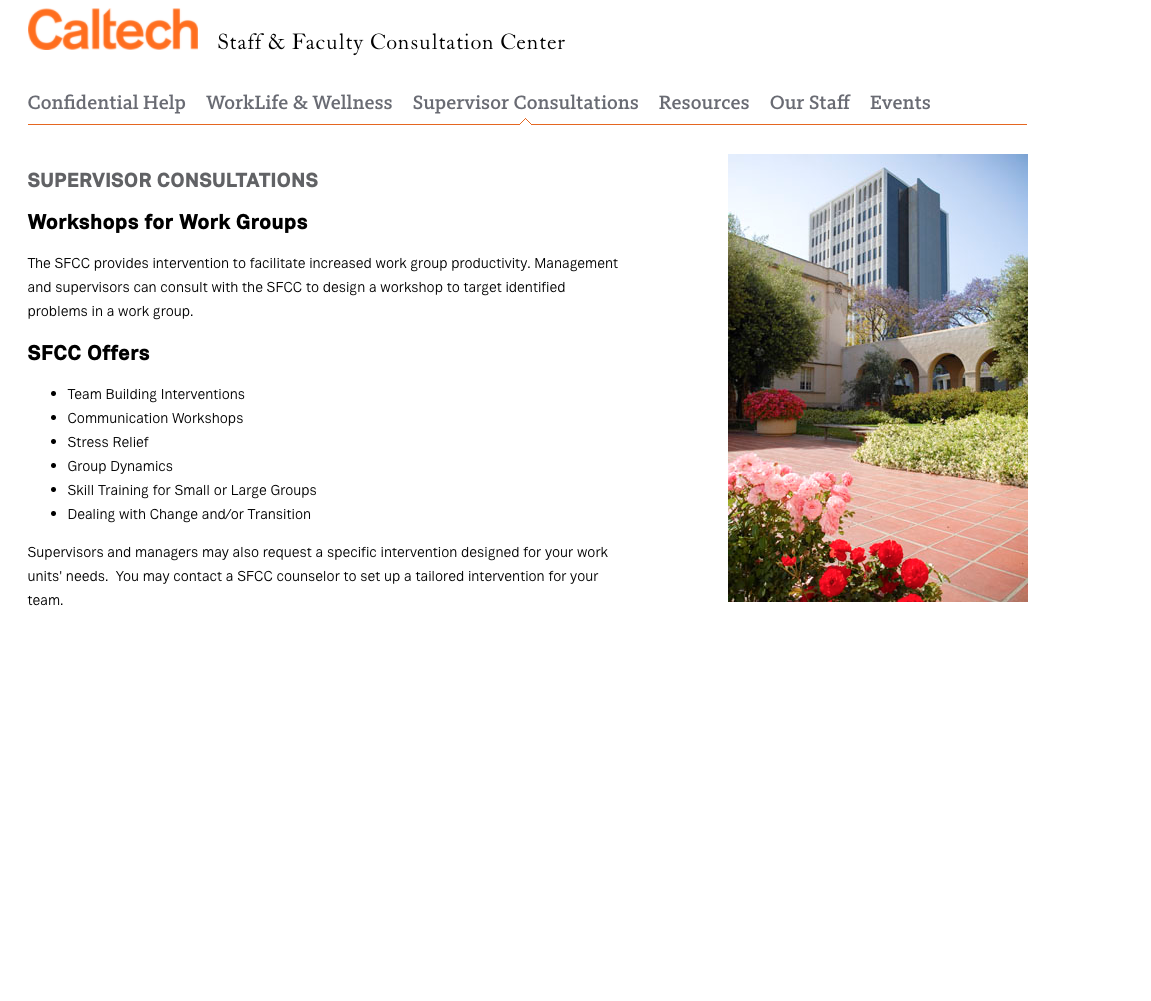 Caltech Staff & Faculty Consultation Center
Confidential Help WorkLife & Wellness Supervisor Consultations Resources Our Staff Events
SUPERVISOR CONSULTATIONS
Workshops for Work Groups
The SFCC provides intervention to facilitate increased work group productivity. Management
and supervisors can consult with the SFCC to design a workshop to target identified
problems in a work group.
SFCC Offers
• Team Building Interventions
• Communication Workshops
• Stress Relief
• Group Dynamics
• Skill Training for Small or Large Groups
• Dealing with Change and/or Transition
Supervisors and managers may also request a specific intervention designed for your work
units' needs.  You may contact a SFCC counselor to set up a tailored intervention for your
team.